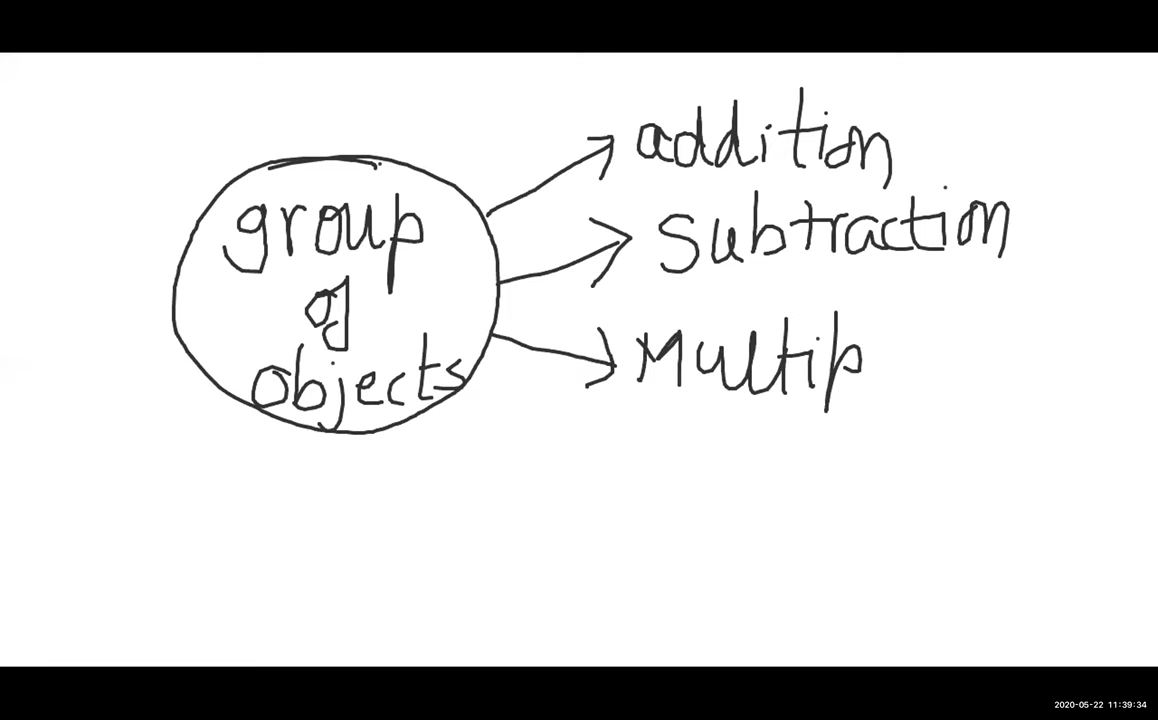 group
of
objects
addition
Subtraction
Multip
2020-05-22 11:39:34